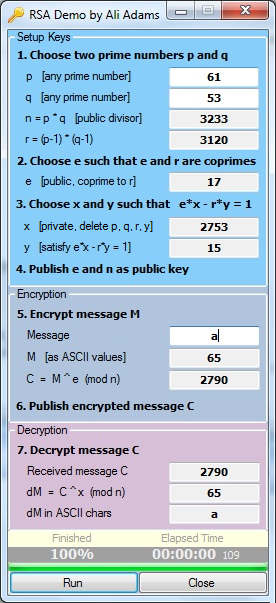 RSA Demo by Ali Adams
Setup Keys
1. Choose two prime numbers p and q
p [any prime number] 61
q [any prime number] 53
n = p * q [public divisor] 3233
r = (p-1) * (q-1) 3120
2. Choose e such that e and r are coprimes
e [public, coprime to r] 17
3. Choose x and y such that e*x - r*y = 1
x [private, delete p, q, r, y] 2753
y [satisfy e*x - r*y = 1] 15
4. Publish e and n as public key
Encryption
5. Encrypt message M
Message a
M [as ASCII values] 65
C = M^e (mod n) 2790
6. Publish encrypted message C
Decryption
7. Decrypt message C
Received message C 2790
dM = C^x (mod n) 65
dM in ASCII chars a
Finished Elapsed Time
100% 00:00:00 109
Run Close